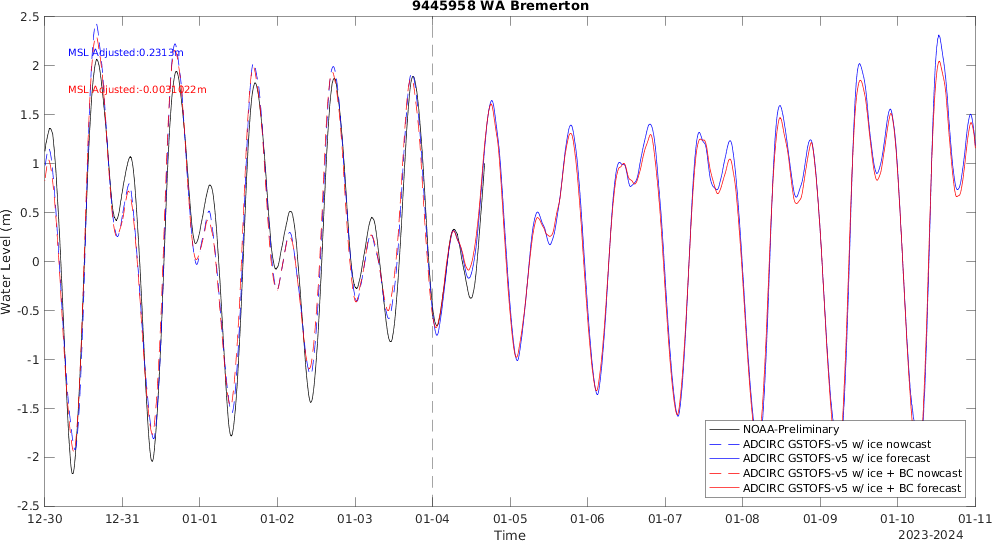 9445958 WA Bremerton
MSL Adjusted:0.2313m
MSL Adjusted:-0.0031022m
Water Level (m)
2.5
2
1.5
1
0.5
0
-0.5
-1
-1.5
-2
-2.5
NOAA-Preliminary
ADCIRC GSTOFS-v5 w/ ice nowcast
ADCIRC GSTOFS-v5 w/ ice forecast
ADCIRC GSTOFS-v5 w/ ice + BC nowcast
ADCIRC GSTOFS-v5 w/ ice + BC forecast
12-30 12-31 01-01 01-02 01-03 01-04 01-05 01-06 01-07 01-08 01-09 01-10 01-11
Time
2023-2024